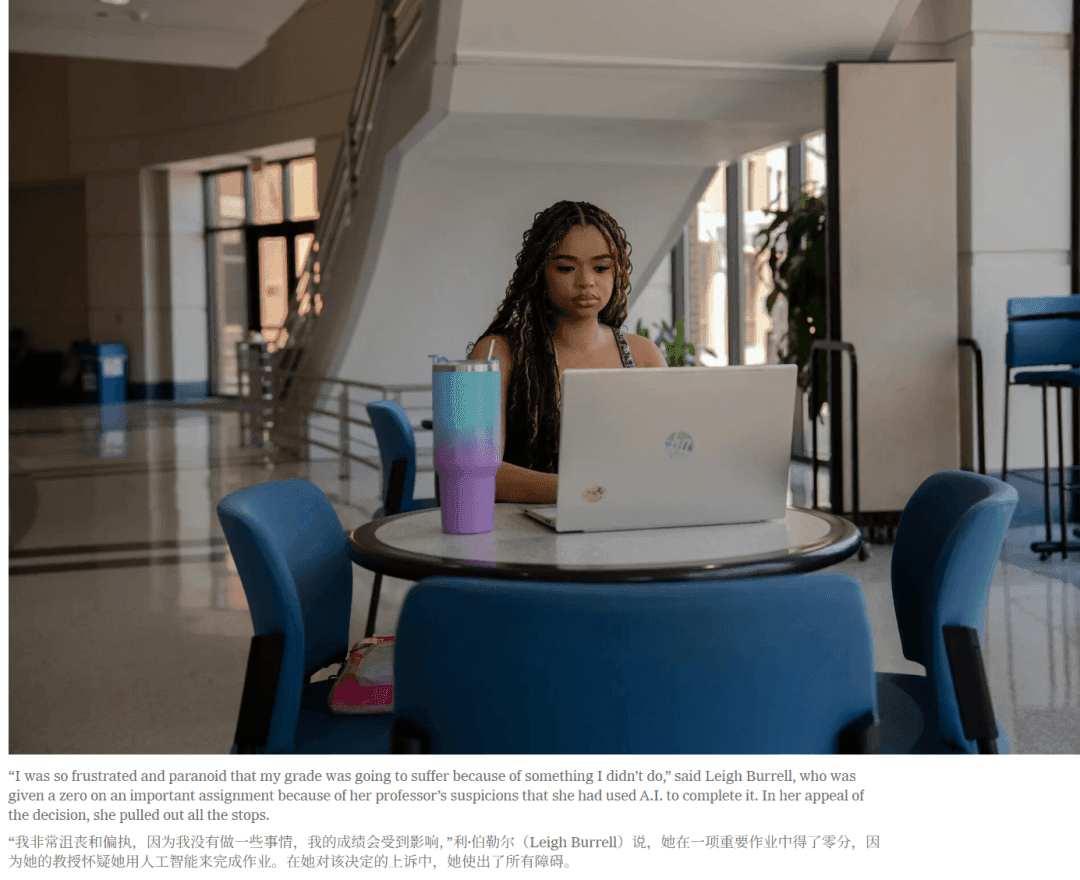 hp
“I was so frustrated and paranoid that my grade was going to suffer because of something I didn’t do,” said Leigh Burrell, who was
given a zero on an important assignment because of her professor’s suspicions that she had used A.I. to complete it. In her appeal of
the decision, she pulled out all the stops.
“我非常沮丧和偏执，因为我没有做一些事情，我的成绩会受到影响，”利·伯勒尔（Leigh Burrell）说，她在一项重要作业中得了零分，因
为她的教授怀疑她用人工智能来完成作业。在她对该决定的上诉中，她使出了所有障碍。